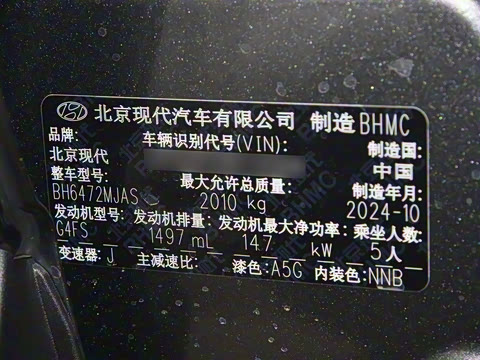 北京现代汽车有限公司 制造 BHMC
品牌: 车辆识别代号(VIN): 制造国:
北京现代 中国
整车型号: 最大允许总质量: 制造年月:
BH6472MJAS 2010 kg 2024-10
发动机型号: 发动机排量: 发动机最大净功率: 乘坐人数:
G4FS 1497 mL 147 kW 5 人
变速器: J 主减速比: 漆色: A5G 内装色: NNB